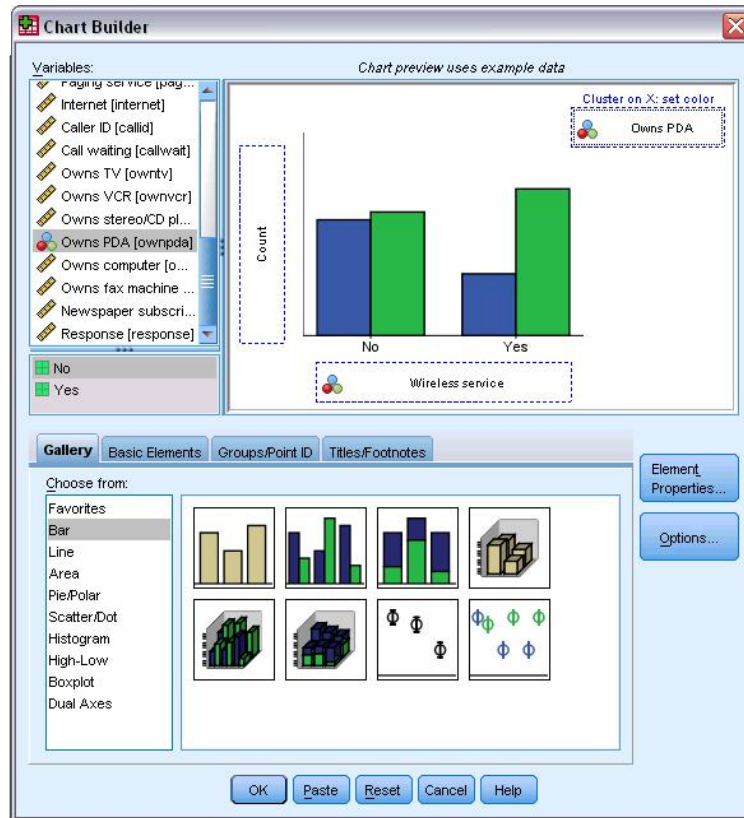 Chart Builder
Variables:
Chart preview uses example data
Paging service [pag...
Internet [internet]
Caller ID [callid]
Call waiting [callwait]
Owns TV [owntv]
Owns VCR [ownvcr]
Owns stereo/CD pl...
Owns PDA [ownpda]
Owns computer [o...
Owns fax machine ...
Newspaper subscri...
Response [response]
No
Yes
Cluster on X: set color
Owns PDA
Count
No
Yes
Wireless service
Gallery
Basic Elements
Groups/Point ID
Titles/Footnotes
Choose from:
Favorites
Bar
Line
Area
Pie/Polar
Scatter/Dot
Histogram
High-Low
Boxplot
Dual Axes
Element
Properties...
Options...
OK
Paste
Reset
Cancel
Help